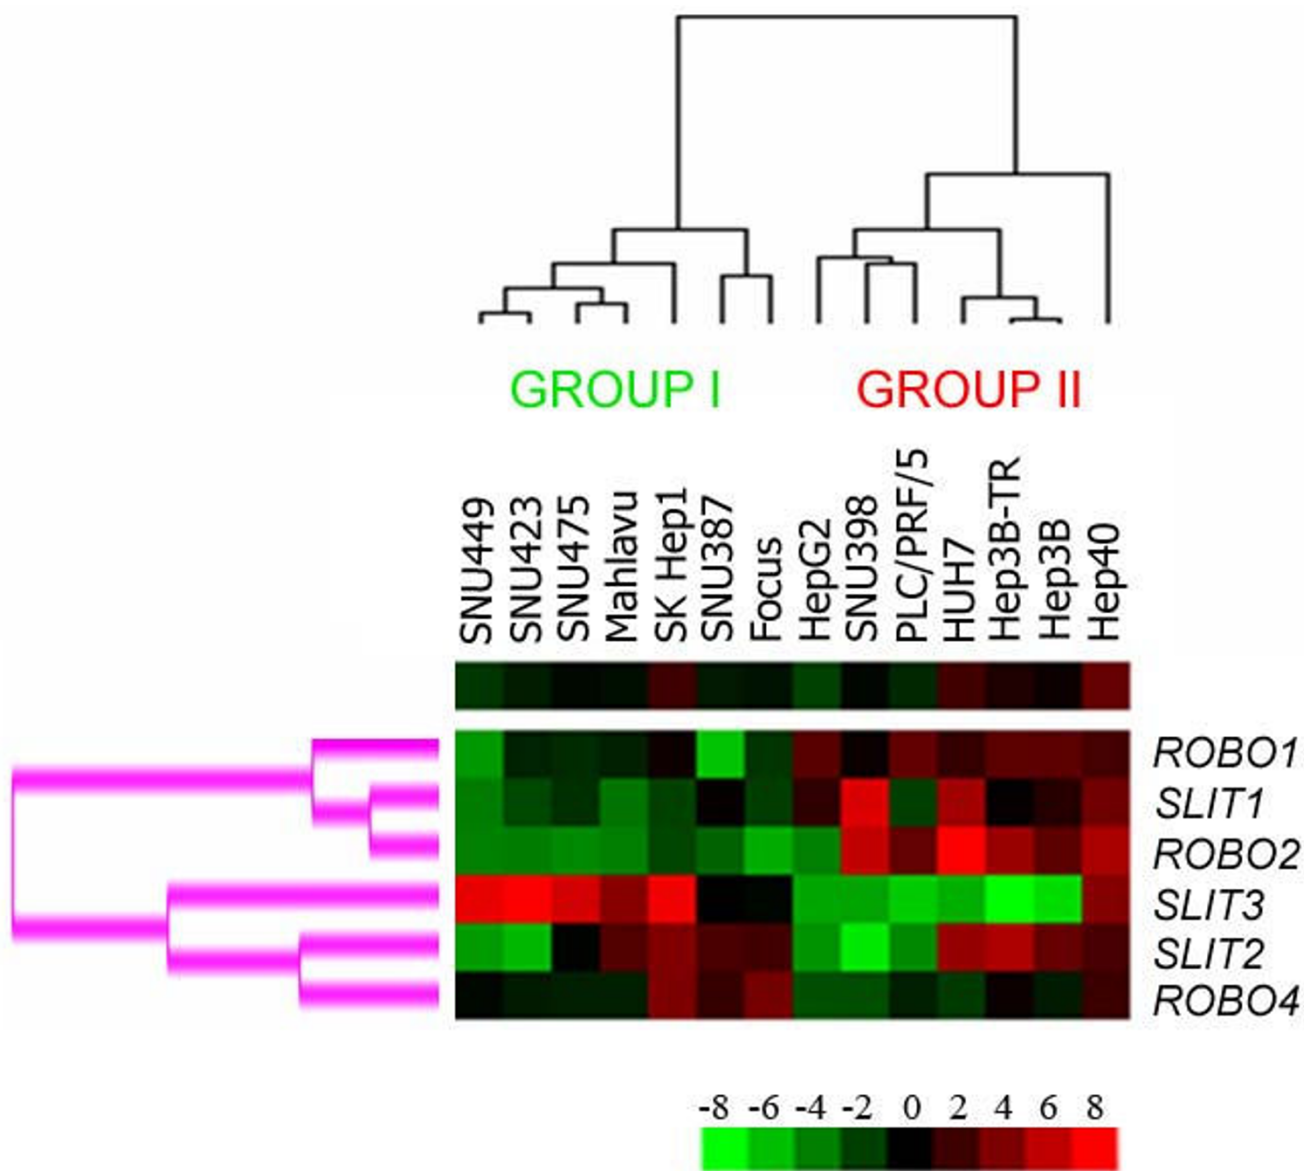 GROUP I GROUP II
SNU449 SNU423 SNU475 Mahlavu SK Hep1 SNU387 Focus HepG2 SNU398 PLC/PRF/5 HUH7 Hep3B-TR Hep3B Hep40
ROBO1
SLIT1
ROBO2
SLIT3
SLIT2
ROBO4
-8 -6 -4 -2 0 2 4 6 8